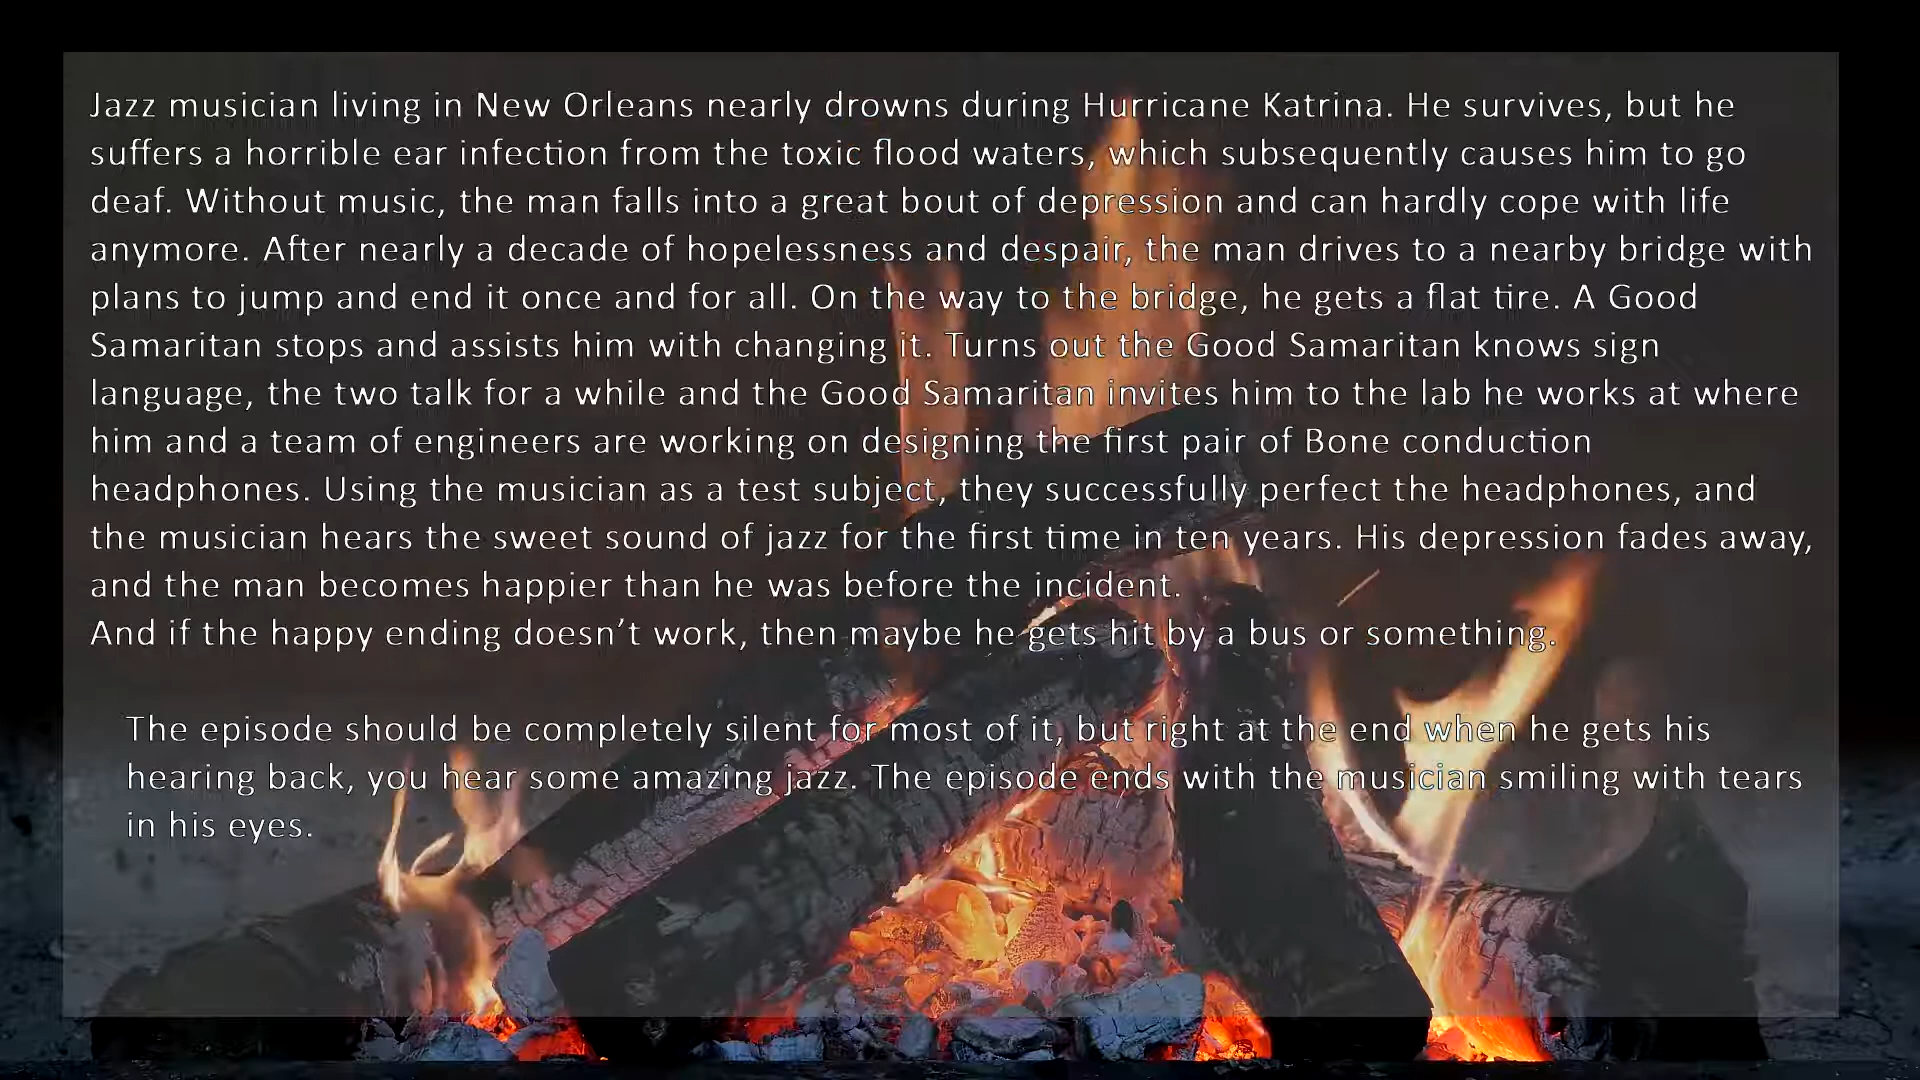 Jazz musician living in New Orleans nearly drowns during Hurricane Katrina. He survives, but he
suffers a horrible ear infection from the toxic flood waters, which subsequently causes him to go
deaf. Without music, the man falls into a great bout of depression and can hardly cope with life
anymore. After nearly a decade of hopelessness and despair, the man drives to a nearby bridge with
plans to jump and end it once and for all. On the way to the bridge, he gets a flat tire. A Good
Samaritan stops and assists him with changing it. Turns out the Good Samaritan knows sign
language, the two talk for a while and the Good Samaritan invites him to the lab he works at where
him and a team of engineers are working on designing the first pair of Bone conduction
headphones. Using the musician as a test subject, they successfully perfect the headphones, and
the musician hears the sweet sound of jazz for the first time in ten years. His depression fades away,
and the man becomes happier than he was before the incident.
And if the happy ending doesn’t work, then maybe he gets hit by a bus or something.
The episode should be completely silent for most of it, but right at the end when he gets his
hearing back, you hear some amazing jazz. The episode ends with the musician smiling with tears
in his eyes.